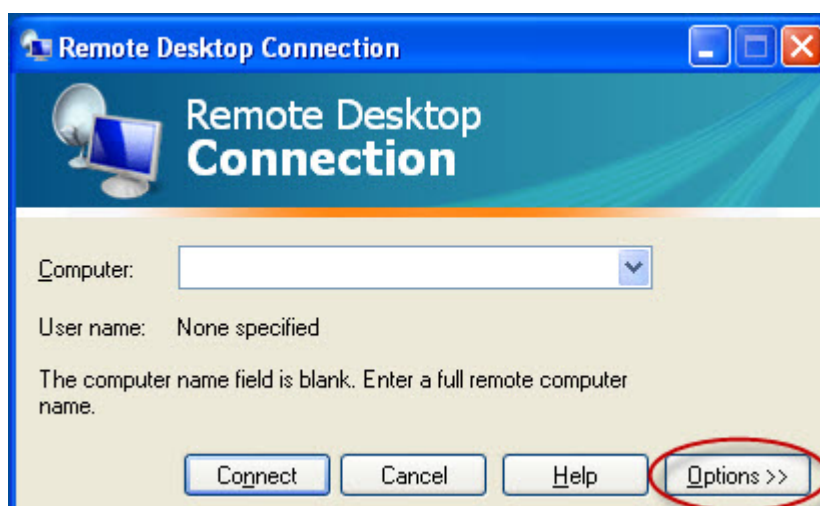 Remote Desktop Connection
Remote Desktop
Connection
Computer:
User name: None specified
The computer name field is blank. Enter a full remote computer
name.
Connect Cancel Help Options >>